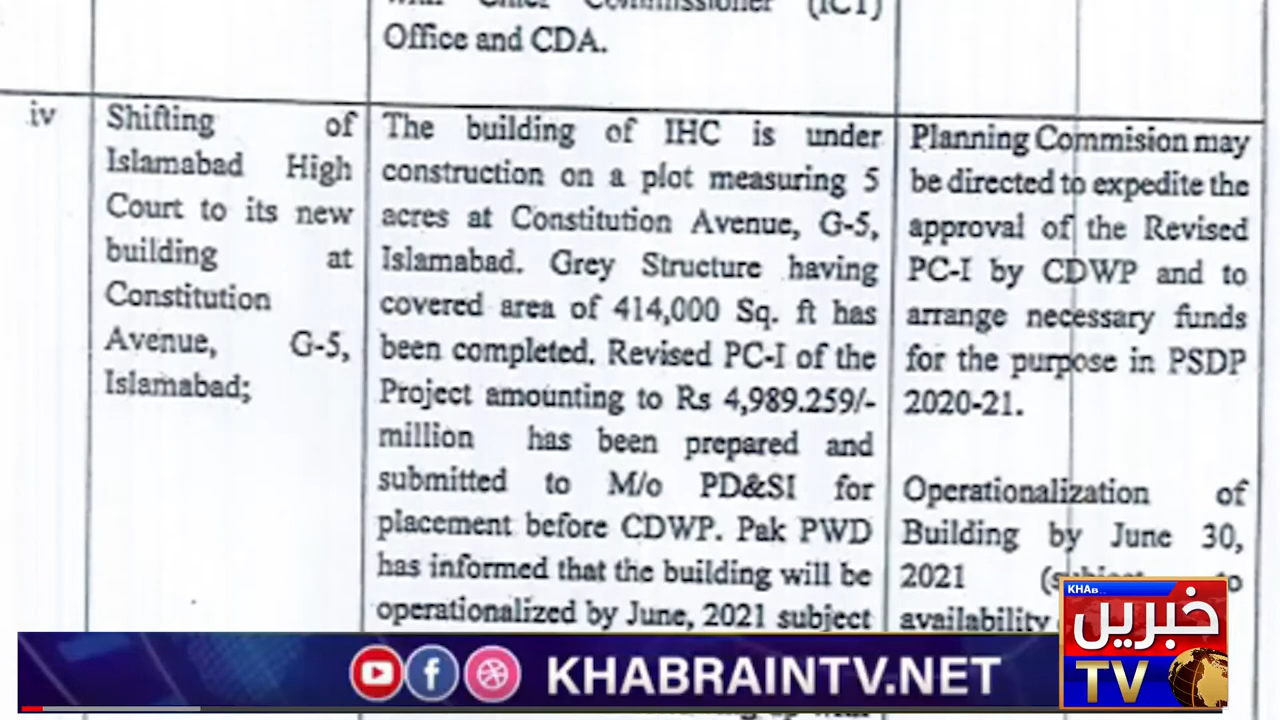 with Chief Commissioner (ICT)
Office and CDA.
iv
Shifting of
Islamabad High
Court to its new
building at
Constitution
Avenue, G-5,
Islamabad;
The building of IHC is under
construction on a plot measuring 5
acres at Constitution Avenue, G-5,
Islamabad. Grey Structure having
covered area of 414,000 Sq. ft has
been completed. Revised PC-I of the
Project amounting to Rs 4,989.259/-
million has been prepared and
submitted to M/o PD&SI for
placement before CDWP. Pak PWD
has informed that the building will be
operationalized by June, 2021 subject
Planning Commision may
be directed to expedite the
approval of the Revised
PC-I by CDWP and to
arrange necessary funds
for the purpose in PSDP
2020-21.
Operationalization of
Building by June 30,
2021 (subject to
availability
KHABRAINTV.NET
خبریں
TV